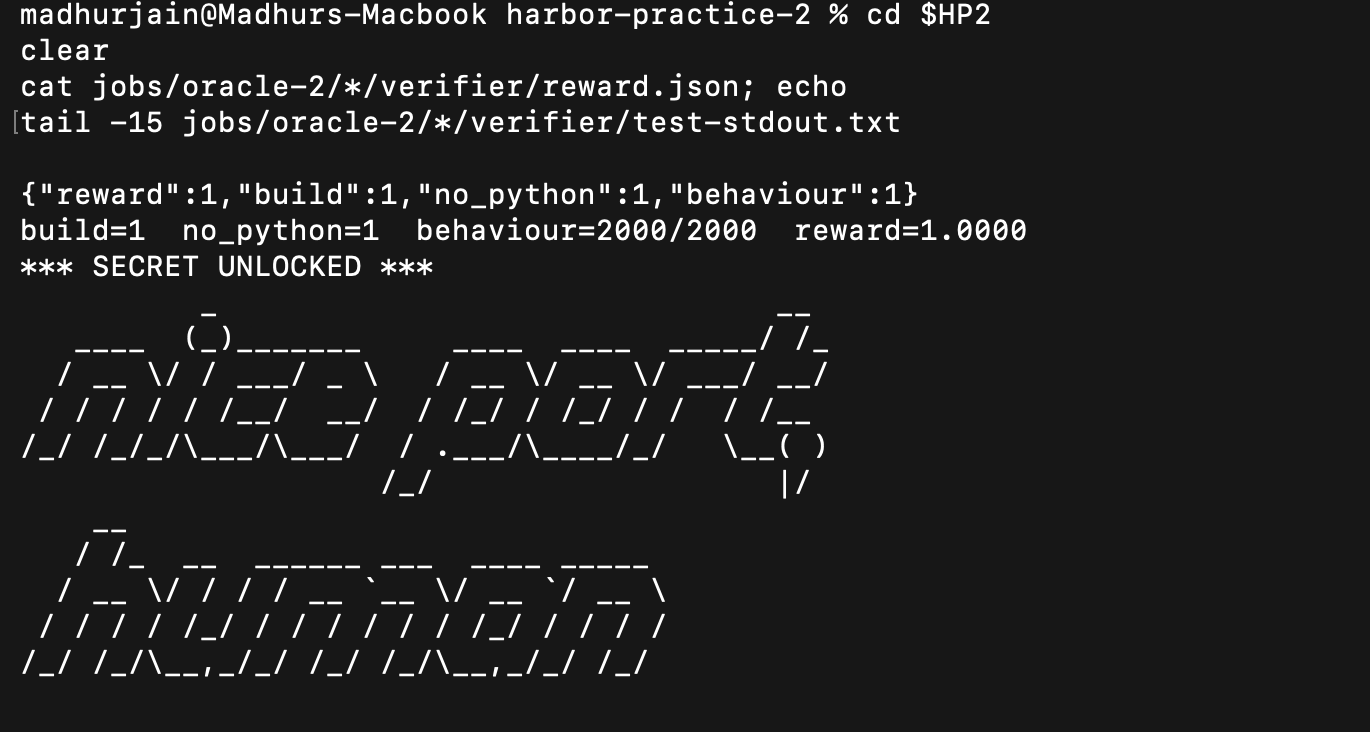 madhurjain@Madhurs-Macbook harbor-practice-2 % cd $HP2
clear
cat jobs/oracle-2/*/verifier/reward.json; echo
[tail -15 jobs/oracle-2/*/verifier/test-stdout.txt
{"reward":1,"build":1,"no_python":1,"behaviour":1}
build=1  no_python=1  behaviour=2000/2000  reward=1.0000
*** SECRET UNLOCKED ***
nice port,
human